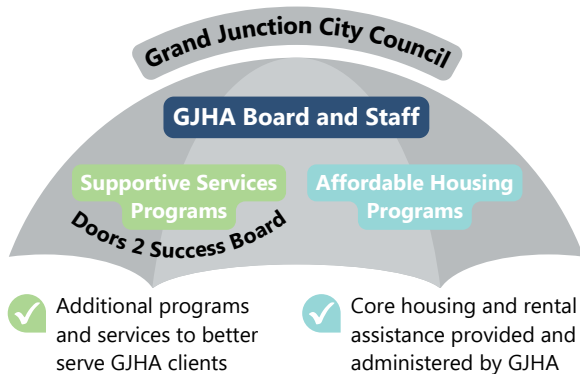 Grand Junction City Council
GJHA Board and Staff
Supportive Services
Programs
Doors 2 Success Board
Affordable Housing
Programs
Additional programs
and services to better
serve GJHA clients
Core housing and rental
assistance provided and
administered by GJHA